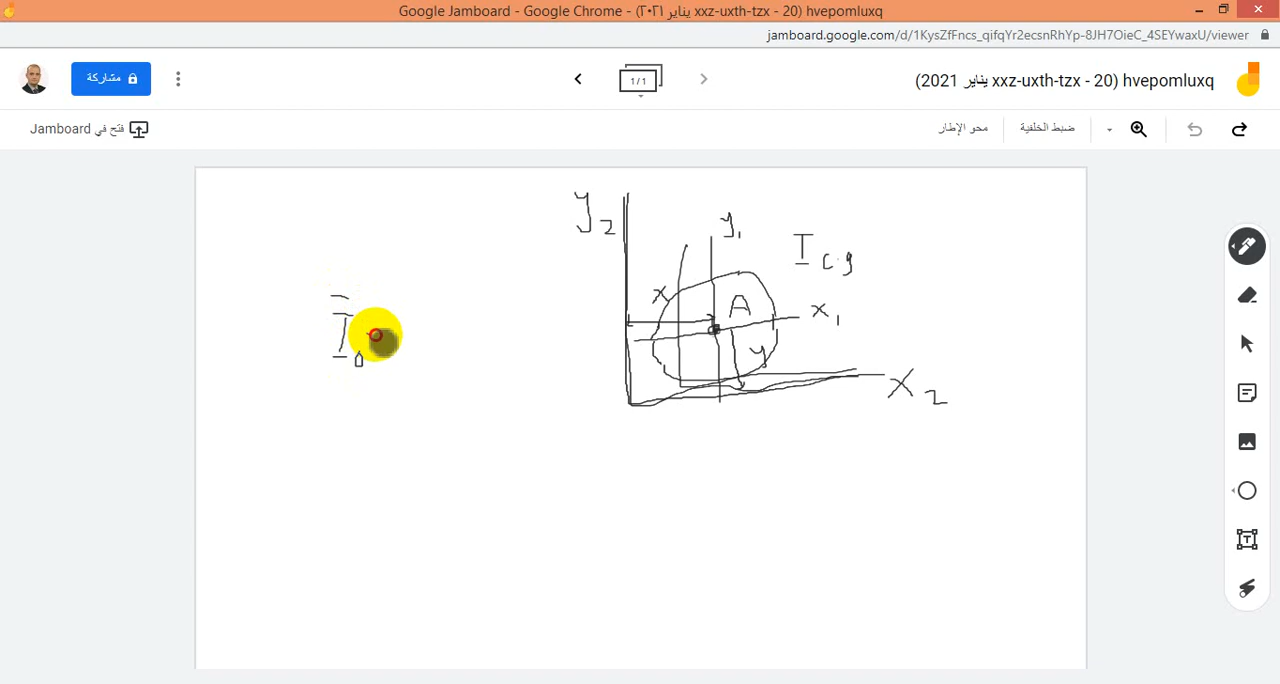 hvepomluxq (20 - xxz-uxth-tzx يناير ٢٠٢١) - Google Jamboard - Google Chrome
jamboard.google.com/d/1KysZfFncs_qifqYr2ecsnRhYp-8JH7OieC_4SEYwaxU/viewer
hvepomluxq (20 - xxz-uxth-tzx يناير 2021)
1/1
مشاركة
ضبط الخلفية
محو الإطار
فتح في Jamboard
y2
y1
I c.g
x
A
x1
I0
y
x2